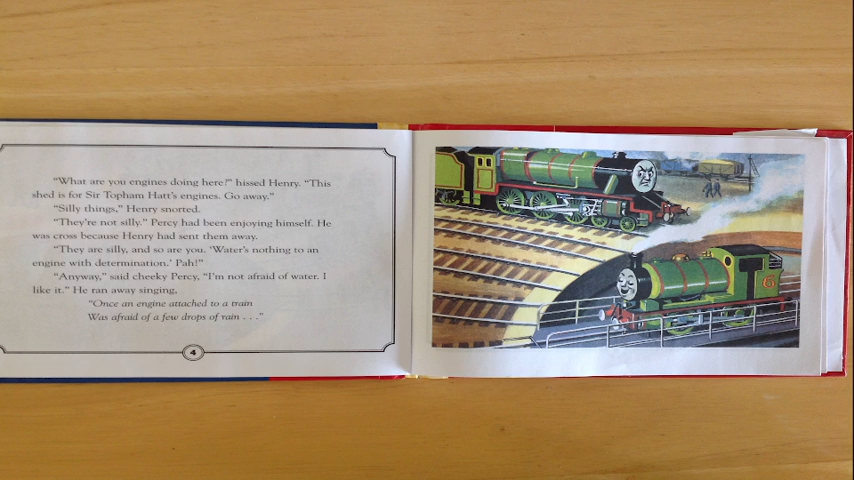 "What are you engines doing here?" hissed Henry. "This
shed is for Sir Topham Hatt's engines. Go away."
"Silly things," Henry snorted.
"They're not silly." Percy had been enjoying himself. He
was cross because Henry had sent them away.
"They are silly, and so are you. 'Water's nothing to an
engine with determination.' Pah!"
"Anyway," said cheeky Percy, "I'm not afraid of water. I
like it." He ran away singing,
"Once an engine attached to a train
Was afraid of a few drops of rain . . ."
4
6